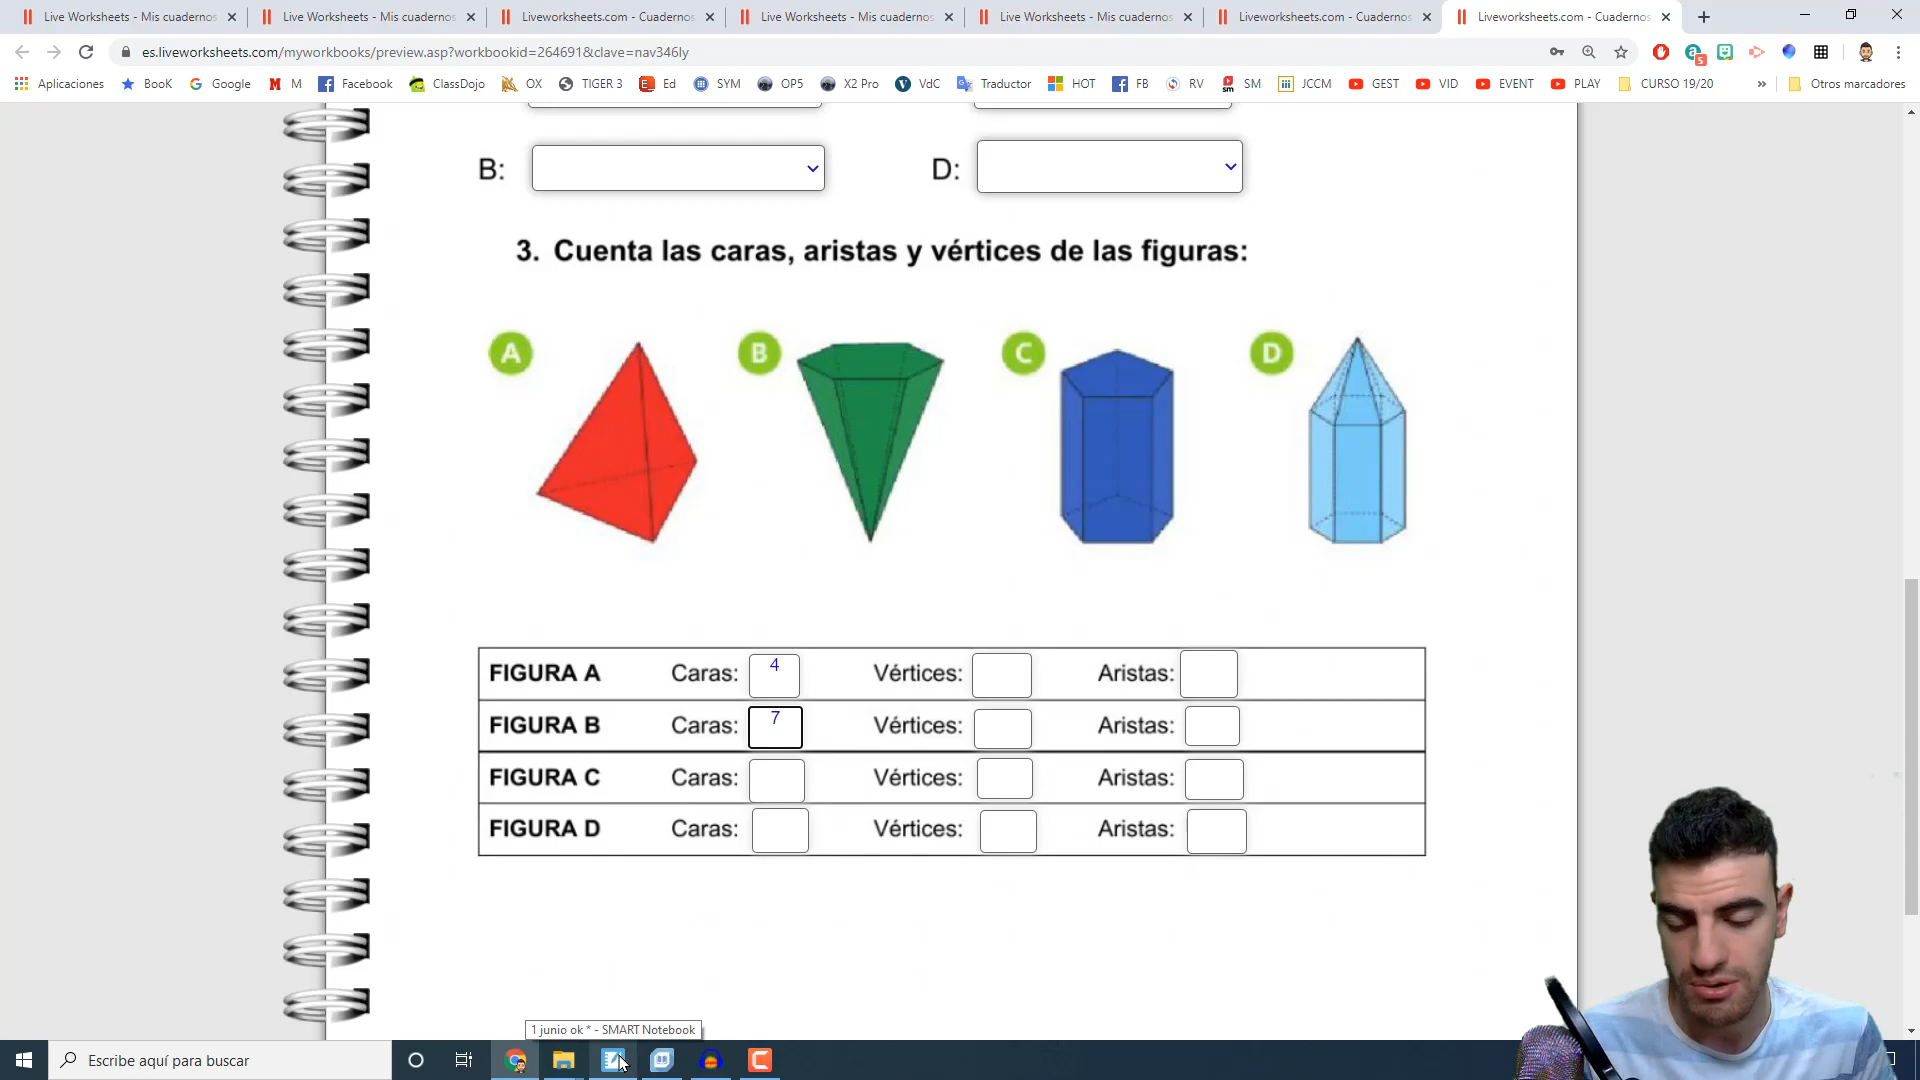 Live Worksheets - Mis cuadernos
Live Worksheets - Mis cuadernos
Liveworksheets.com - Cuadernos
Live Worksheets - Mis cuadernos
Live Worksheets - Mis cuadernos
Liveworksheets.com - Cuadernos
Liveworksheets.com - Cuadernos
es.liveworksheets.com/myworkbooks/preview.asp?workbookid=264691&clave=nav346ly
5
Aplicaciones BooK Google M Facebook ClassDojo OX TIGER 3 Ed SYM OP5 X2 Pro VdC Traductor HOT FB RV SM JCCM GEST VID EVENT PLAY CURSO 19/20 » Otros marcadores
B: D:
3. Cuenta las caras, aristas y vértices de las figuras:
A B C D
FIGURA A Caras: 4 Vértices: Aristas:
FIGURA B Caras: 7 Vértices: Aristas:
FIGURA C Caras: Vértices: Aristas:
FIGURA D Caras: Vértices: Aristas:
1 junio ok * - SMART Notebook
Escribe aquí para buscar